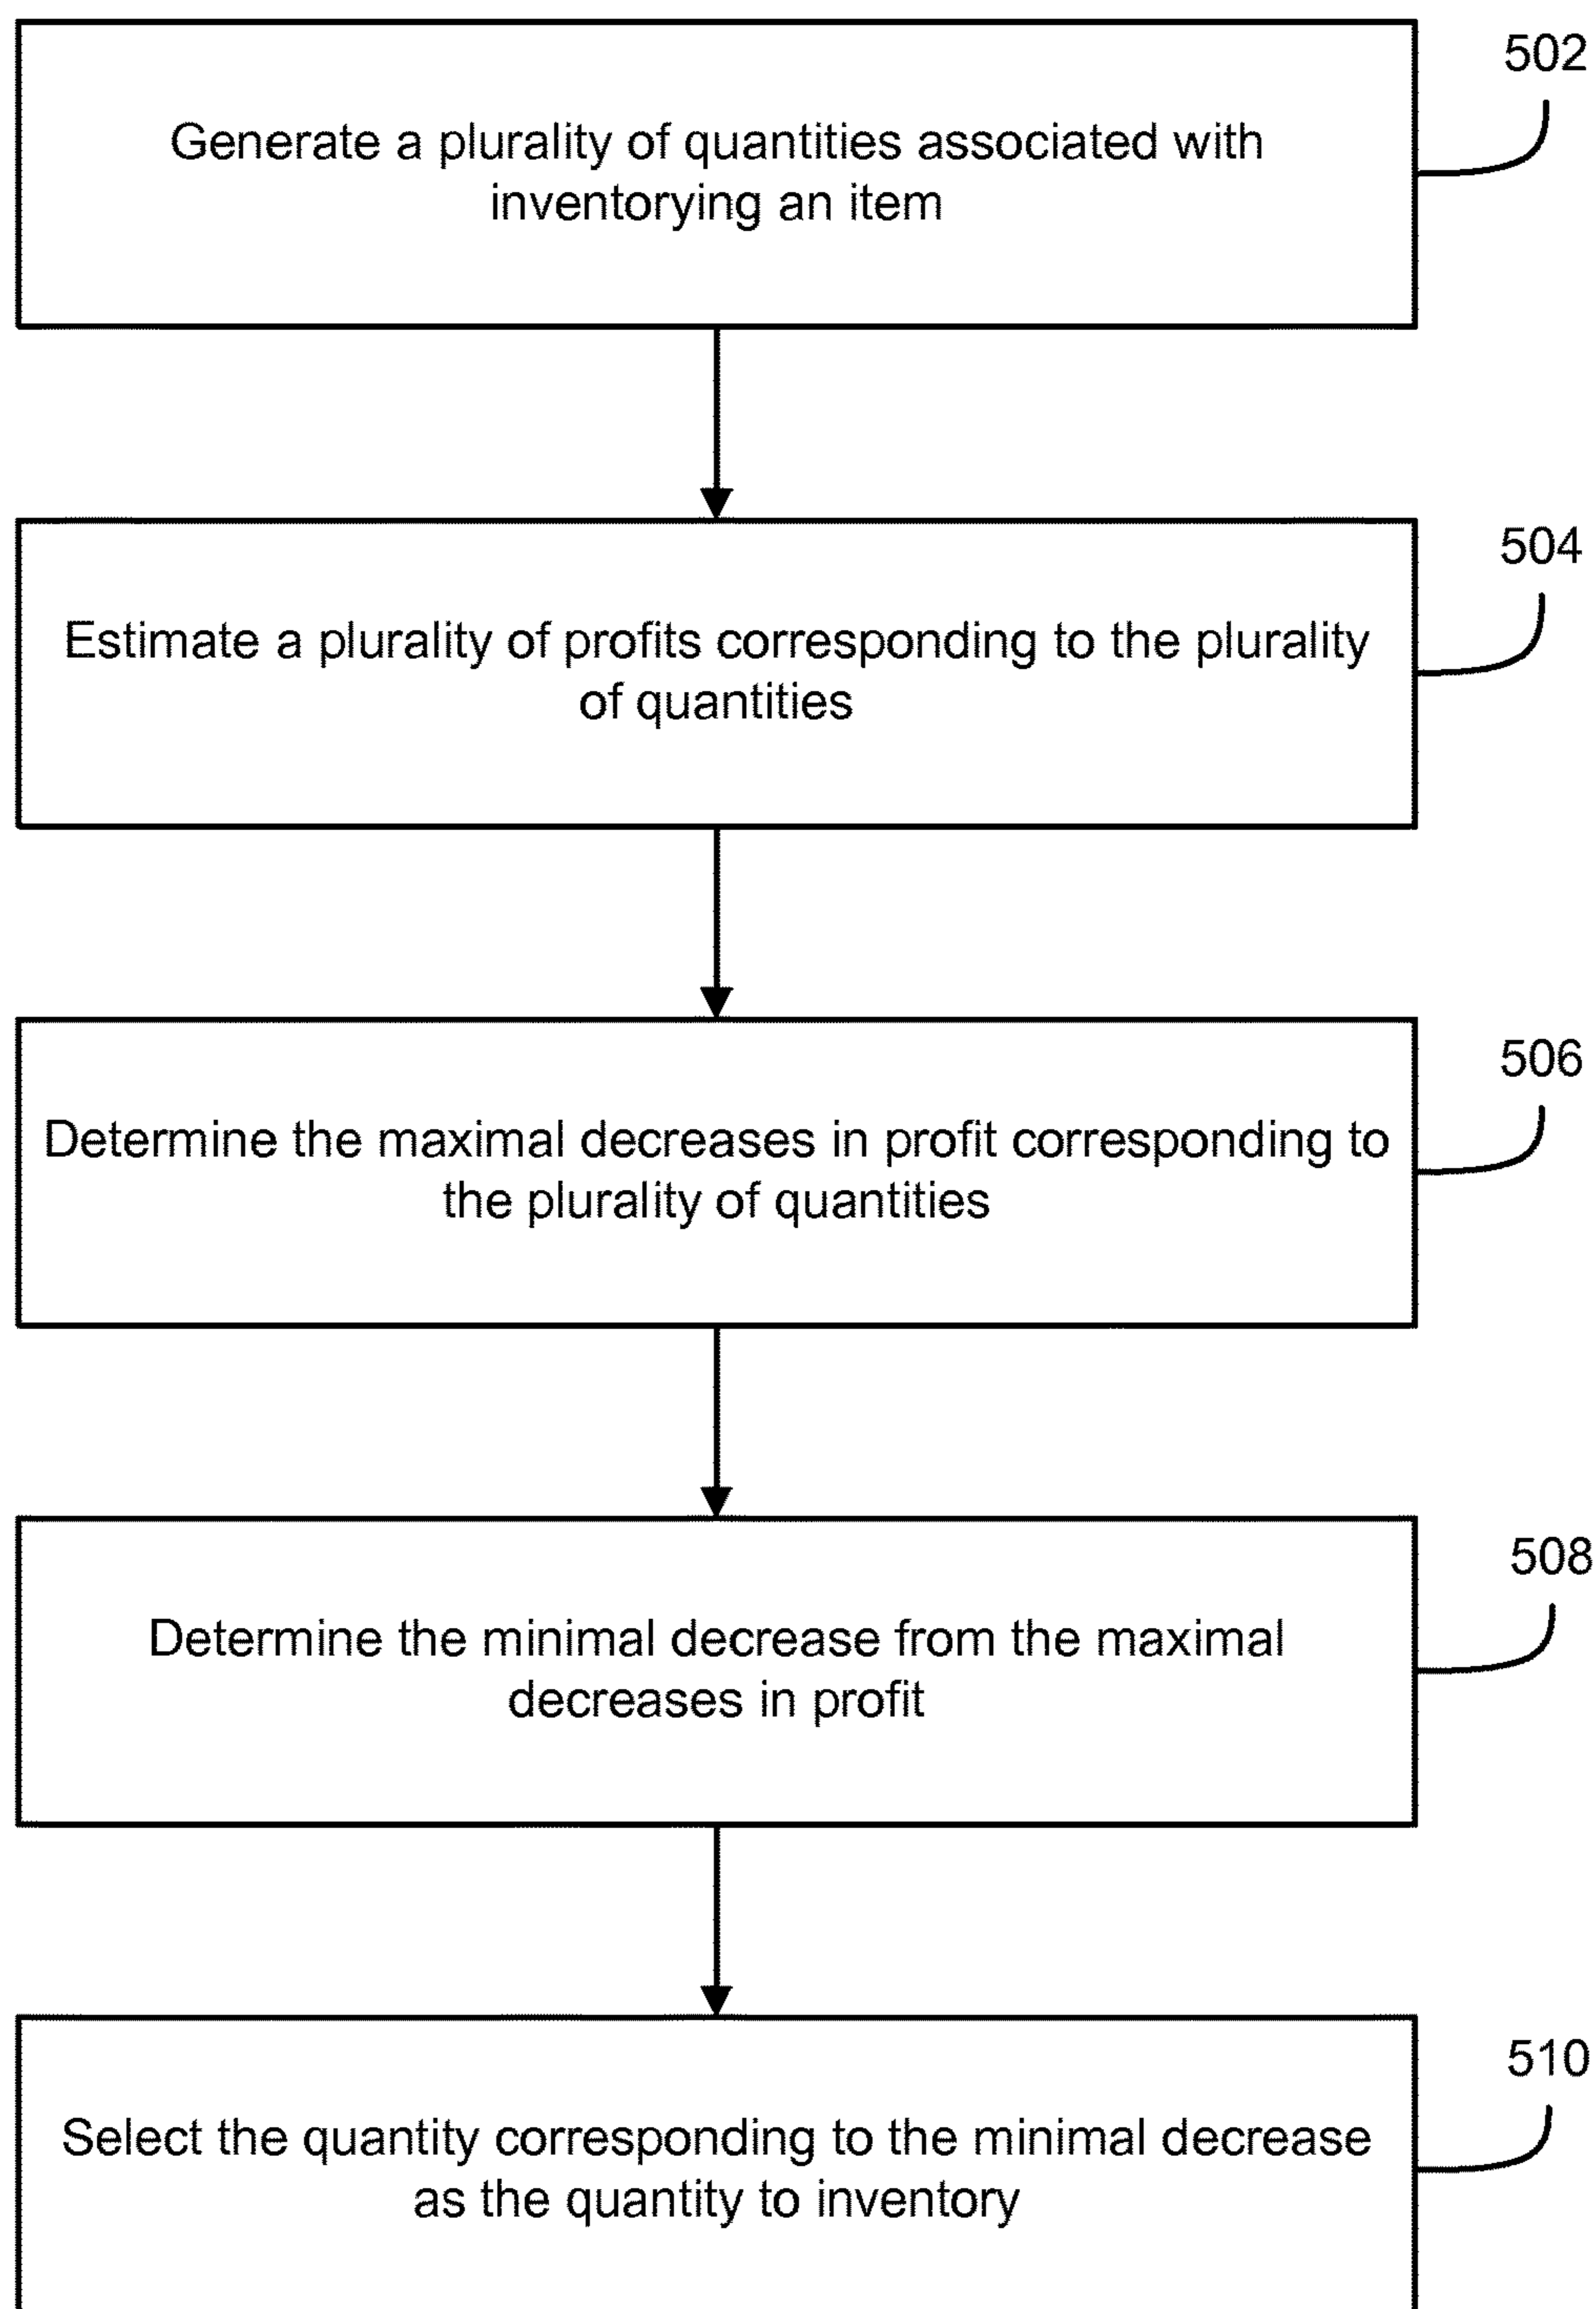 502
Generate a plurality of quantities associated with
inventorying an item
504
Estimate a plurality of profits corresponding to the plurality
of quantities
506
Determine the maximal decreases in profit corresponding to
the plurality of quantities
508
Determine the minimal decrease from the maximal
decreases in profit
510
Select the quantity corresponding to the minimal decrease
as the quantity to inventory